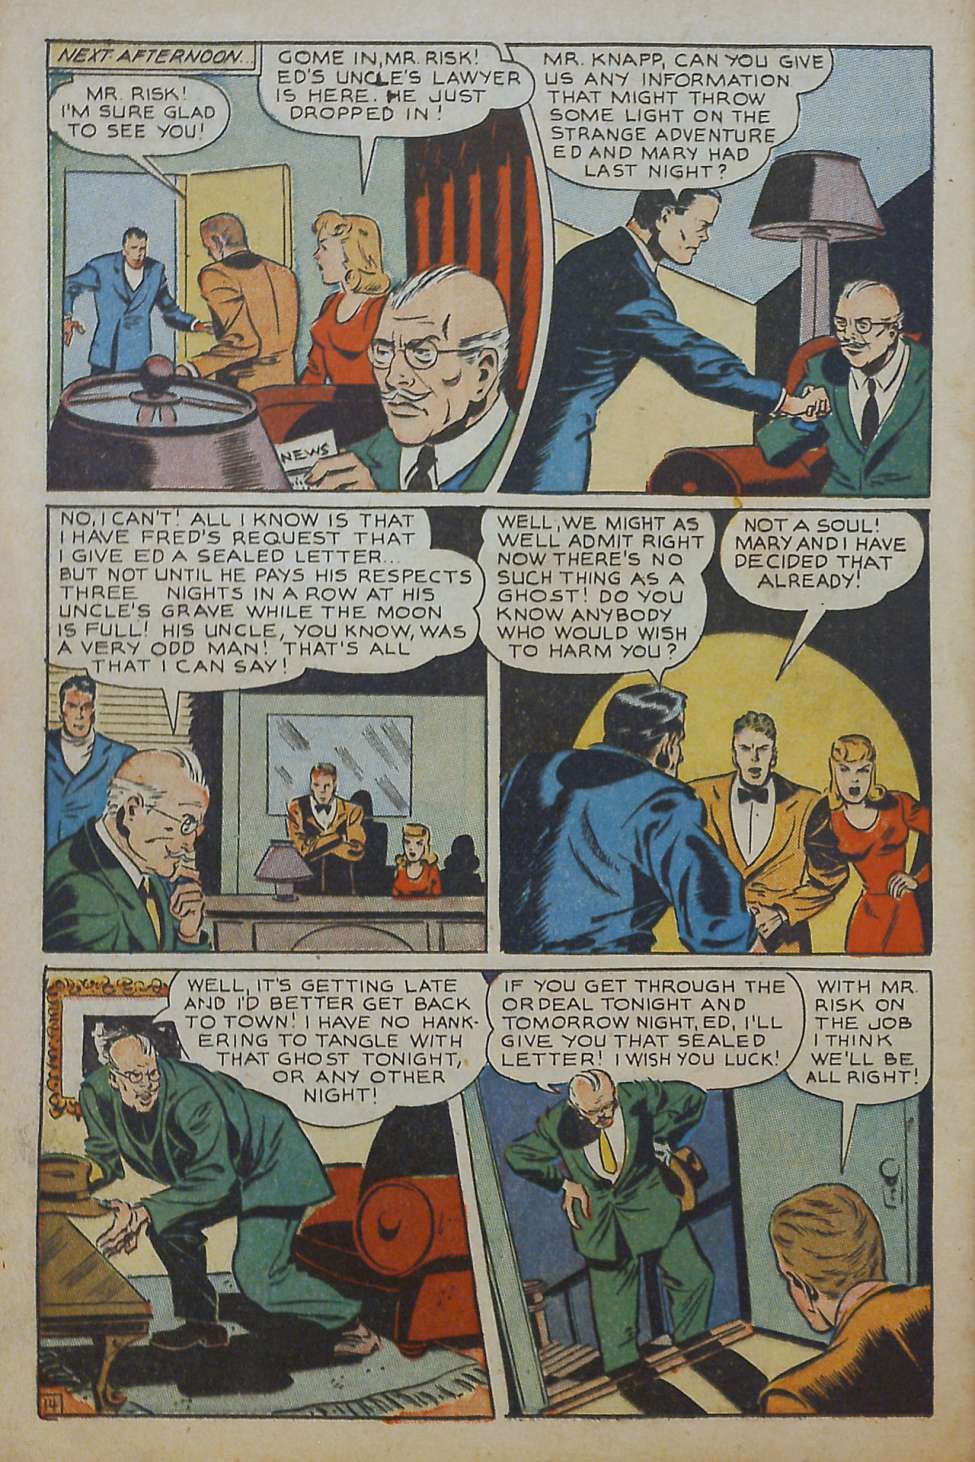 NEXT AFTERNOON...
MR. RISK!
I'M SURE GLAD
TO SEE YOU!
COME IN, MR. RISK!
ED'S UNCLE'S LAWYER
IS HERE. HE JUST
DROPPED IN!
NEWS
MR. KNAPP, CAN YOU GIVE
US ANY INFORMATION
THAT MIGHT THROW
SOME LIGHT ON THE
STRANGE ADVENTURE
ED AND MARY HAD
LAST NIGHT?
NO, I CAN'T! ALL I KNOW IS THAT
I HAVE FRED'S REQUEST THAT
I GIVE ED A SEALED LETTER....
BUT NOT UNTIL HE PAYS HIS RESPECTS
THREE NIGHTS IN A ROW AT HIS
UNCLE'S GRAVE WHILE THE MOON
IS FULL! HIS UNCLE, YOU KNOW, WAS
A VERY ODD MAN! THAT'S ALL
THAT I CAN SAY!
WELL, WE MIGHT AS
WELL ADMIT RIGHT
NOW THERE'S NO
SUCH THING AS A
GHOST! DO YOU
KNOW ANYBODY
WHO WOULD WISH
TO HARM YOU?
NOT A SOUL!
MARY AND I HAVE
DECIDED THAT
ALREADY!
WELL, IT'S GETTING LATE
AND I'D BETTER GET BACK
TO TOWN! I HAVE NO HANK-
ERING TO TANGLE WITH
THAT GHOST TONIGHT,
OR ANY OTHER
NIGHT!
IF YOU GET THROUGH THE
ORDEAL TONIGHT AND
TOMORROW NIGHT, ED, I'LL
GIVE YOU THAT SEALED
LETTER! I WISH YOU LUCK!
WITH MR.
RISK ON
THE JOB
I THINK
WE'LL BE
ALL RIGHT!
14